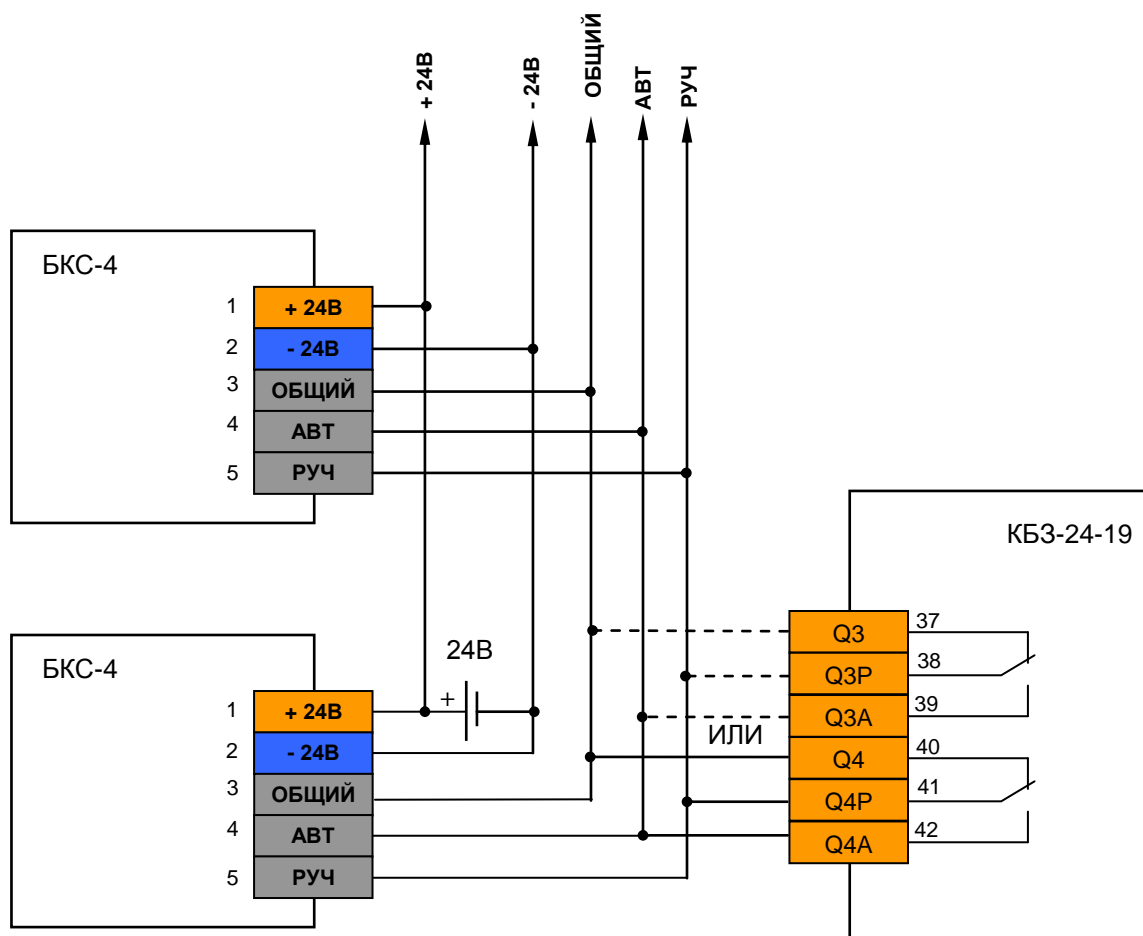 + 24В
- 24В
ОБЩИЙ
АВТ
РУЧ
БКС-4
1
+ 24В
2
- 24В
3
ОБЩИЙ
4
АВТ
5
РУЧ
КБЗ-24-19
БКС-4
24В
+
1
+ 24В
2
- 24В
3
ОБЩИЙ
4
АВТ
5
РУЧ
Q3
37
Q3P
38
Q3A
39
ИЛИ
Q4
40
Q4P
41
Q4A
42